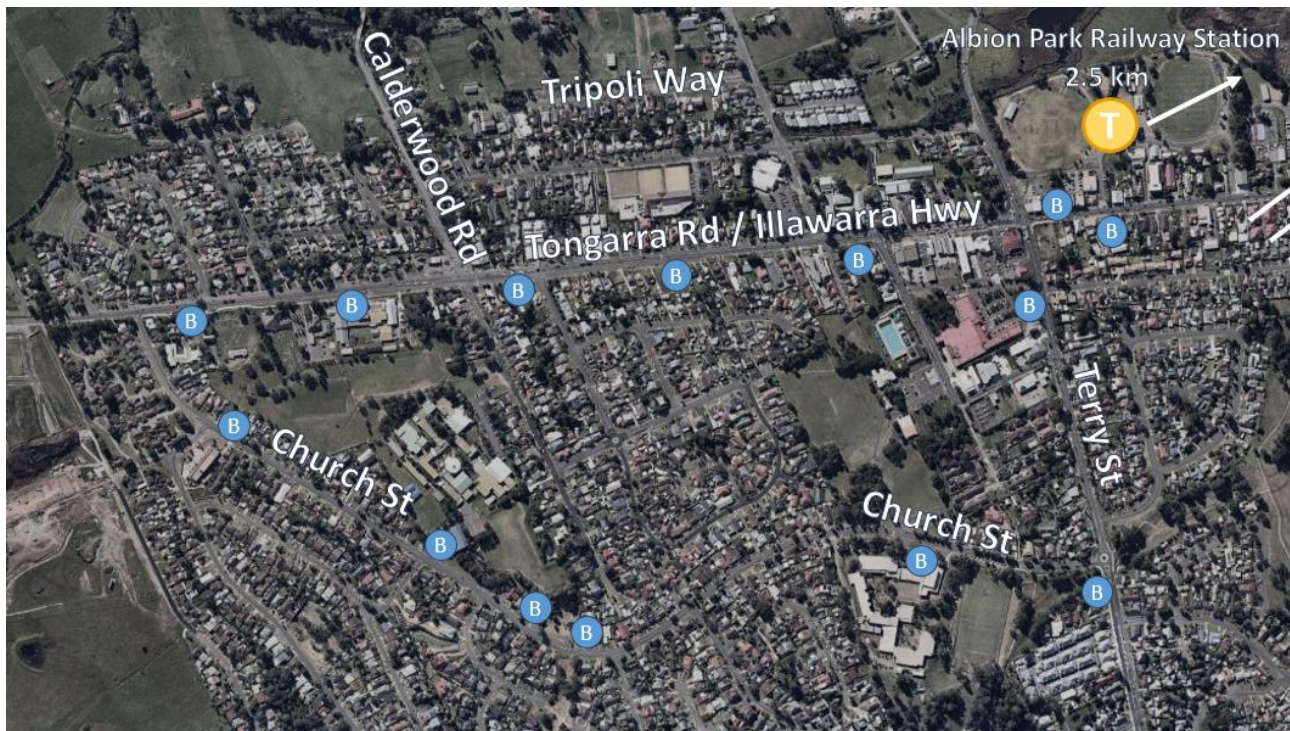 Calderwood Rd
Tripoli Way
Albion Park Railway Station
2.5 km
T
Tongarra Rd / Illawarra Hwy
B
B
B
B
B
B
B
B
Terry St
B
Church St
B
Church St
B
B
B
B